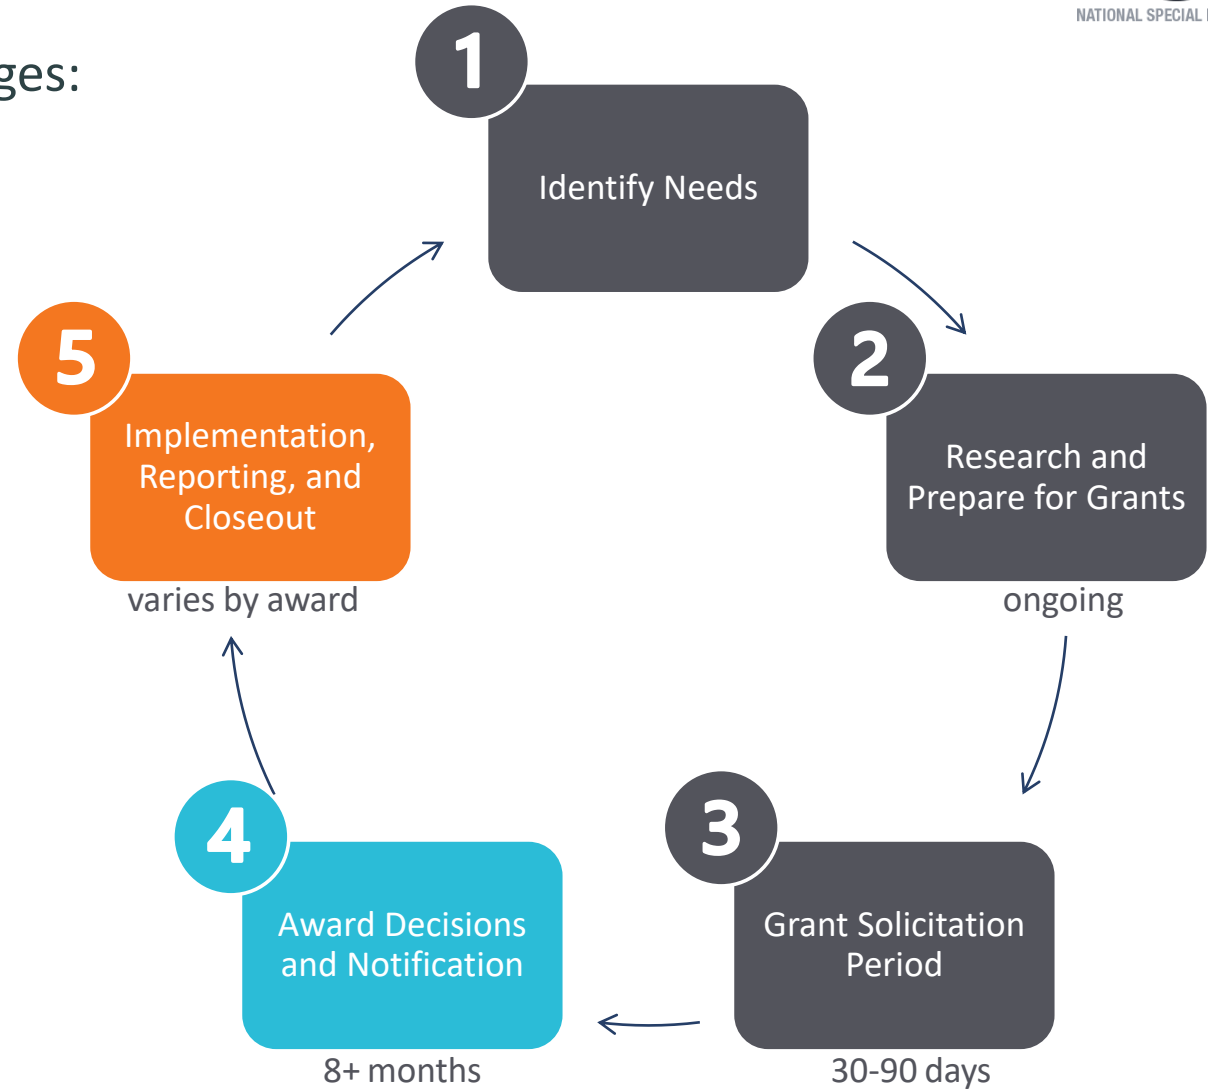 NATIONAL SPECIAL
ges:
1
Identify Needs
2
Research and
Prepare for Grants
ongoing
3
Grant Solicitation
Period
30-90 days
4
Award Decisions
and Notification
8+ months
5
Implementation,
Reporting, and
Closeout
varies by award